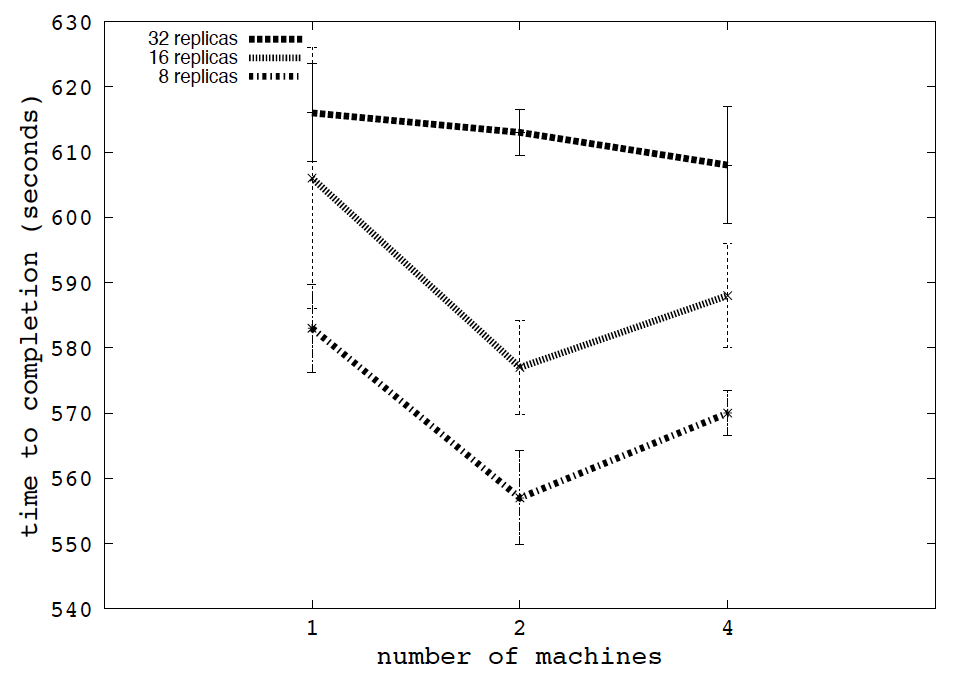 630
620
610
600
590
580
570
560
550
540
time to completion (seconds)
32 replicas
16 replicas
8 replicas
1 2 4
number of machines